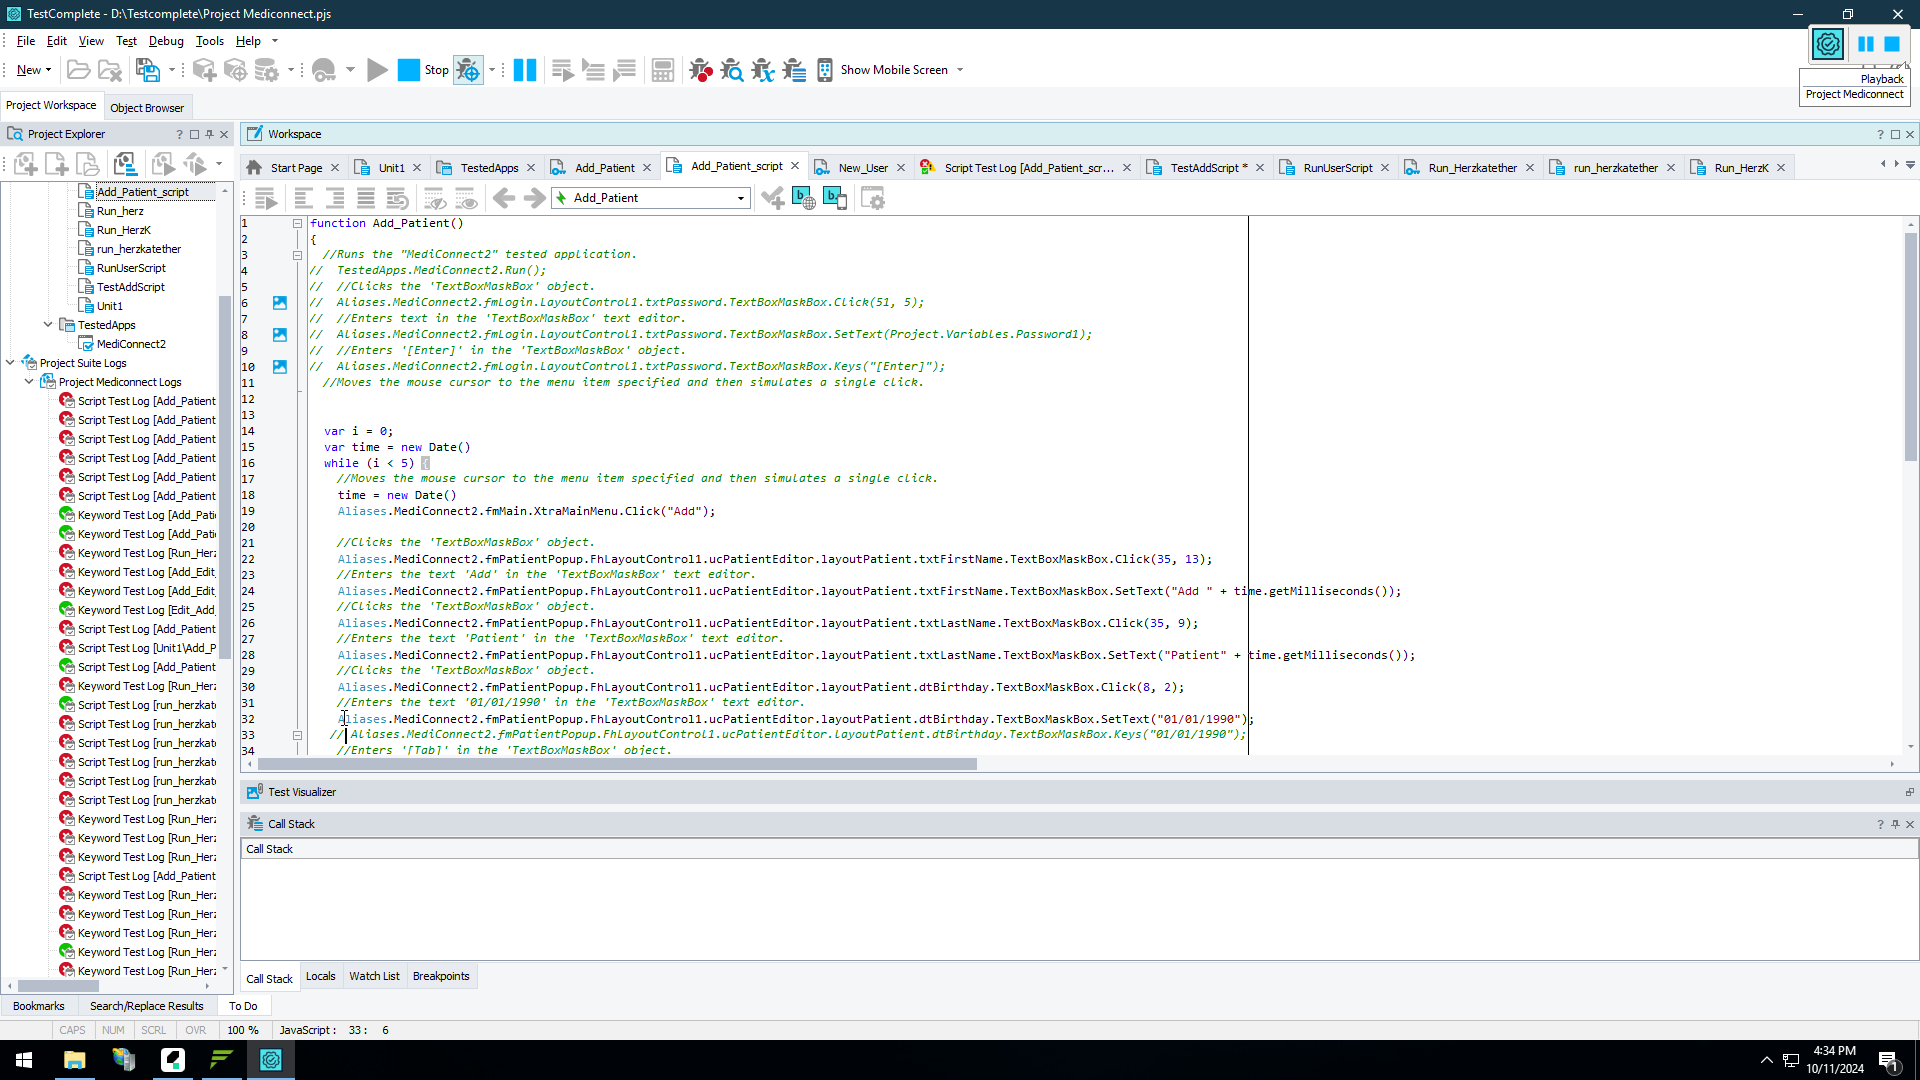 TestComplete - D:\Testcomplete\Project Mediconnect.pjs
File Edit View Test Debug Tools Help
New Stop Show Mobile Screen
Playback
Project Mediconnect
Project Workspace Object Browser
Project Explorer ?
Workspace ?
Start Page Unit1 TestedApps Add_Patient Add_Patient_script New_User Script Test Log [Add_Patient_scr... TestAddScript * RunUserScript Run_Herzkatether run_herzkatether Run_HerzK
Add_Patient
Add_Patient_script
Run_herz
Run_HerzK
run_herzkatether
RunUserScript
TestAddScript
Unit1
TestedApps
MediConnect2
Project Suite Logs
Project Mediconnect Logs
Script Test Log [Add_Patient
Script Test Log [Add_Patient
Script Test Log [Add_Patient
Script Test Log [Add_Patient
Script Test Log [Add_Patient
Script Test Log [Add_Patient
Keyword Test Log [Add_Pati
Keyword Test Log [Add_Pati
Keyword Test Log [Run_Herz
Keyword Test Log [Add_Edit_
Keyword Test Log [Add_Edit_
Keyword Test Log [Edit_Add_
Script Test Log [Add_Patient
Script Test Log [Unit1\Add_P
Script Test Log [Add_Patient
Keyword Test Log [Run_Herz
Script Test Log [run_herzkate
Script Test Log [run_herzkate
Script Test Log [run_herzkate
Script Test Log [run_herzkate
Script Test Log [run_herzkate
Script Test Log [run_herzkate
Keyword Test Log [Run_Herz
Keyword Test Log [Run_Herz
Keyword Test Log [Run_Herz
Script Test Log [Add_Patient
Keyword Test Log [Run_Herz
Keyword Test Log [Run_Herz
Keyword Test Log [Run_Herz
Keyword Test Log [Run_Herz
Keyword Test Log [Run_Herz
1 function Add_Patient()
2 {
3 //Runs the "MediConnect2" tested application.
4 // TestedApps.MediConnect2.Run();
5 // //Clicks the 'TextBoxMaskBox' object.
6 // Aliases.MediConnect2.fmLogin.LayoutControl1.txtPassword.TextBoxMaskBox.Click(51, 5);
7 // //Enters text in the 'TextBoxMaskBox' text editor.
8 // Aliases.MediConnect2.fmLogin.LayoutControl1.txtPassword.TextBoxMaskBox.SetText(Project.Variables.Password1);
9 // //Enters '[Enter]' in the 'TextBoxMaskBox' object.
10 // Aliases.MediConnect2.fmLogin.LayoutControl1.txtPassword.TextBoxMaskBox.Keys("[Enter]");
11 //Moves the mouse cursor to the menu item specified and then simulates a single click.
12
13
14 var i = 0;
15 var time = new Date()
16 while (i < 5) {
17 //Moves the mouse cursor to the menu item specified and then simulates a single click.
18 time = new Date()
19 Aliases.MediConnect2.fmMain.XtraMainMenu.Click("Add");
20
21 //Clicks the 'TextBoxMaskBox' object.
22 Aliases.MediConnect2.fmPatientPopup.FhLayoutControl1.ucPatientEditor.layoutPatient.txtFirstName.TextBoxMaskBox.Click(35, 13);
23 //Enters the text 'Add' in the 'TextBoxMaskBox' text editor.
24 Aliases.MediConnect2.fmPatientPopup.FhLayoutControl1.ucPatientEditor.layoutPatient.txtFirstName.TextBoxMaskBox.SetText("Add " + time.getMilliseconds());
25 //Clicks the 'TextBoxMaskBox' object.
26 Aliases.MediConnect2.fmPatientPopup.FhLayoutControl1.ucPatientEditor.layoutPatient.txtLastName.TextBoxMaskBox.Click(35, 9);
27 //Enters the text 'Patient' in the 'TextBoxMaskBox' text editor.
28 Aliases.MediConnect2.fmPatientPopup.FhLayoutControl1.ucPatientEditor.layoutPatient.txtLastName.TextBoxMaskBox.SetText("Patient" + time.getMilliseconds());
29 //Clicks the 'TextBoxMaskBox' object.
30 Aliases.MediConnect2.fmPatientPopup.FhLayoutControl1.ucPatientEditor.layoutPatient.dtBirthday.TextBoxMaskBox.Click(8, 2);
31 //Enters the text '01/01/1990' in the 'TextBoxMaskBox' text editor.
32 Aliases.MediConnect2.fmPatientPopup.FhLayoutControl1.ucPatientEditor.layoutPatient.dtBirthday.TextBoxMaskBox.SetText("01/01/1990");
33 // Aliases.MediConnect2.fmPatientPopup.FhLayoutControl1.ucPatientEditor.layoutPatient.dtBirthday.TextBoxMaskBox.Keys("01/01/1990");
34 //Enters '[Tab]' in the 'TextBoxMaskBox' object.
Test Visualizer
Call Stack ?
Call Stack
Call Stack Locals Watch List Breakpoints
Bookmarks Search/Replace Results To Do
CAPS NUM SCRL OVR 100 % JavaScript : 33 : 6
4:34 PM
10/11/2024
1